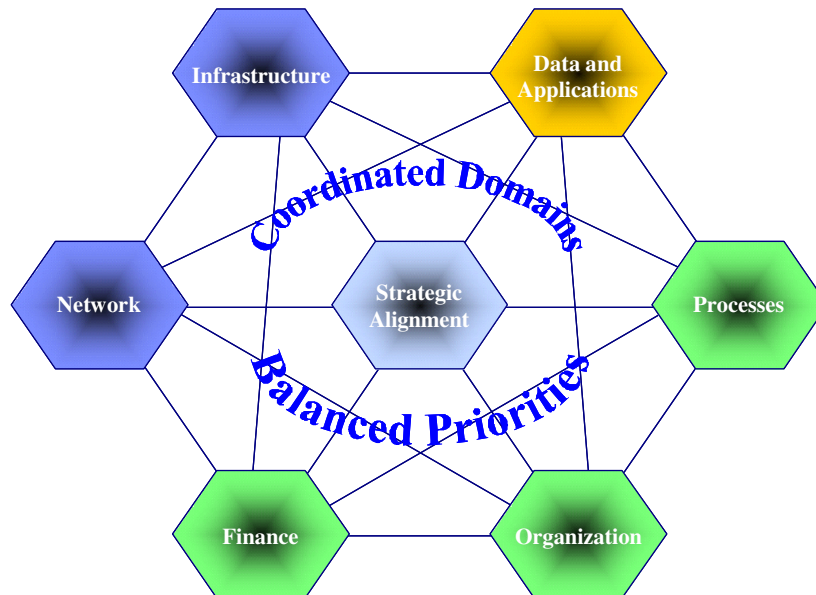 Infrastructure
Data and
Applications
Coordinated Domains
Network
Strategic
Alignment
Processes
Balanced Priorities
Finance
Organization